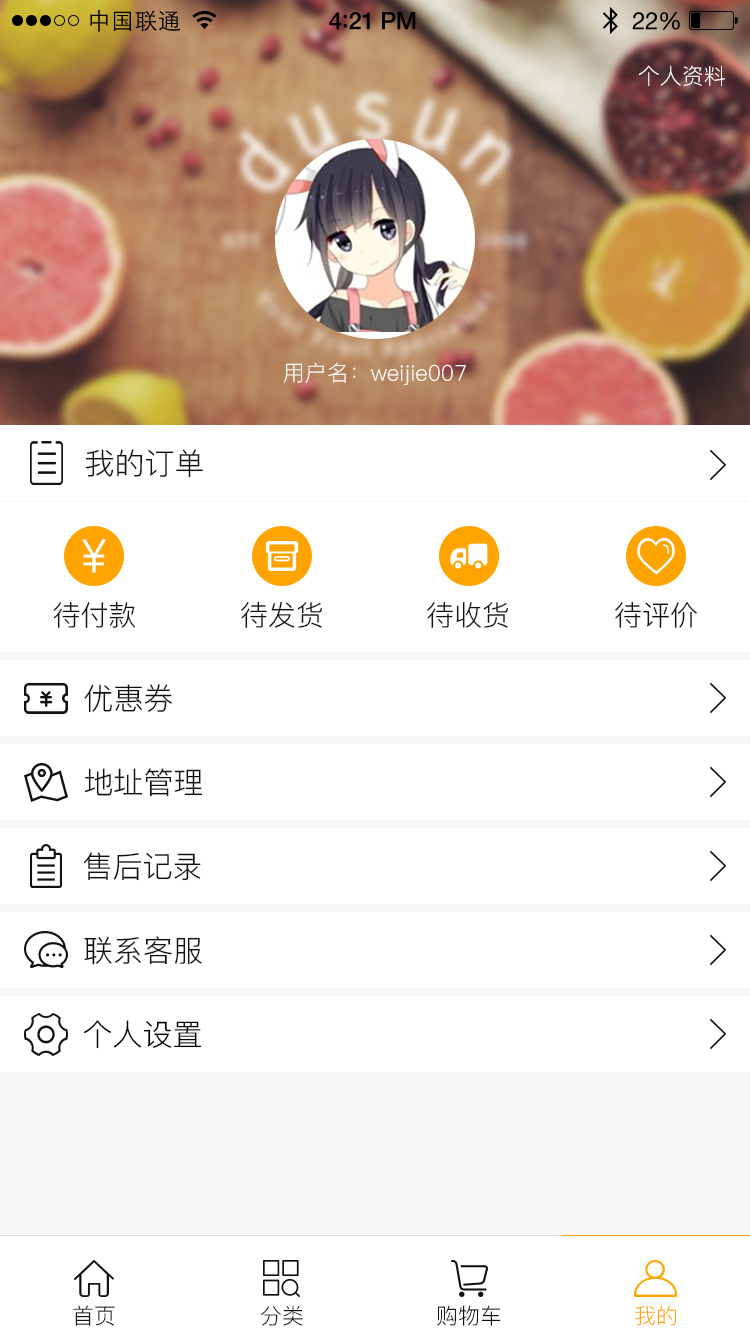 中国联通
4:21 PM
22%
个人资料
dusun
用户名：weijie007
我的订单
待付款
待发货
待收货
待评价
优惠券
地址管理
售后记录
联系客服
个人设置
首页
分类
购物车
我的